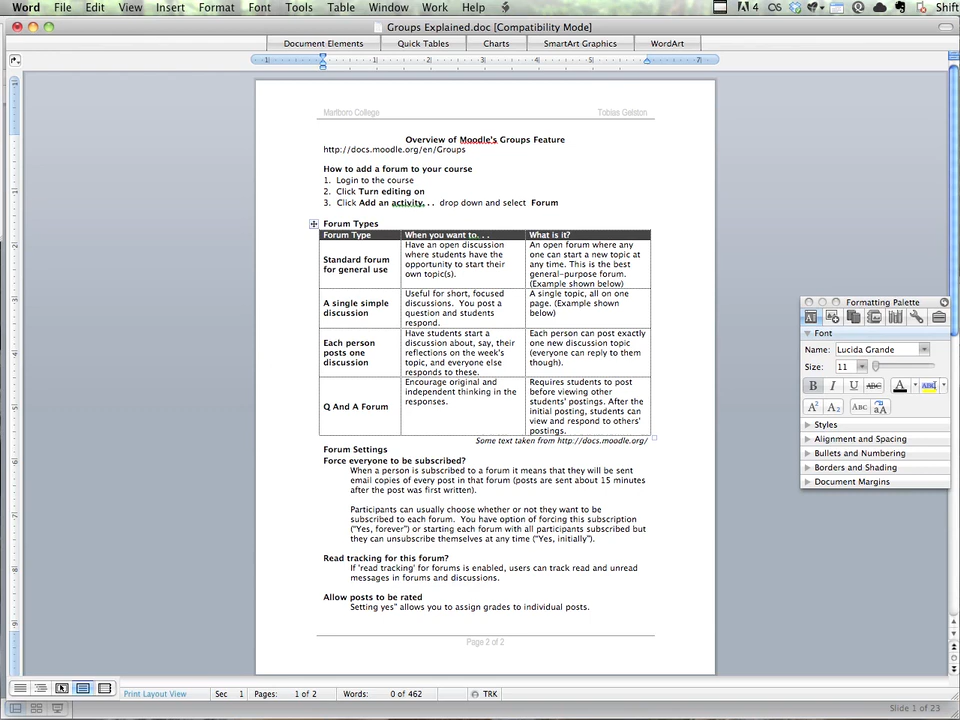 Word File Edit View Insert Format Font Tools Table Window Work Help 4 Shift
Groups Explained.doc [Compatibility Mode]
Document Elements Quick Tables Charts SmartArt Graphics WordArt
Marlboro College Tobias Gelston
Overview of Moodle's Groups Feature
http://docs.moodle.org/en/Groups
How to add a forum to your course
1. Login to the course
2. Click Turn editing on
3. Click Add an activity. . . drop down and select Forum
Forum Types
Forum Type When you want to. . . What is it?
Standard forum for general use
Have an open discussion
where students have the
opportunity to start their
own topic(s).
An open forum where any
one can start a new topic at
any time. This is the best
general-purpose forum.
(Example shown below)
A single simple
discussion
Useful for short, focused
discussions. You post a
question and students
respond.
A single topic, all on one
page. (Example shown
below)
Each person
posts one
discussion
Have students start a
discussion about, say, their
reflections on the week's
topic, and everyone else
responds to these.
Each person can post exactly
one new discussion topic
(everyone can reply to them
though).
Q And A Forum
Encourage original and
independent thinking in the
responses.
Requires students to post
before viewing other
students' postings. After the
initial posting, students can
view and respond to others'
postings.
Some text taken from http://docs.moodle.org/
Forum Settings
Force everyone to be subscribed?
When a person is subscribed to a forum it means that they will be sent
email copies of every post in that forum (posts are sent about 15 minutes
after the post was first written).
Participants can usually choose whether or not they want to be
subscribed to each forum. You have option of forcing this subscription
("Yes, forever") or starting each forum with all participants subscribed but
they can unsubscribe themselves at any time ("Yes, initially").
Read tracking for this forum?
If 'read tracking' for forums is enabled, users can track read and unread
messages in forums and discussions.
Allow posts to be rated
Setting yes" allows you to assign grades to individual posts.
Page 2 of 2
Formatting Palette
Font
Name: Lucida Grande
Size: 11
B I U ABC A ABC
A2 A2 ABC aA
Styles
Alignment and Spacing
Bullets and Numbering
Borders and Shading
Document Margins
Print Layout View Sec 1 Pages: 1 of 2 Words: 0 of 462 TRK
Slide 1 of 23